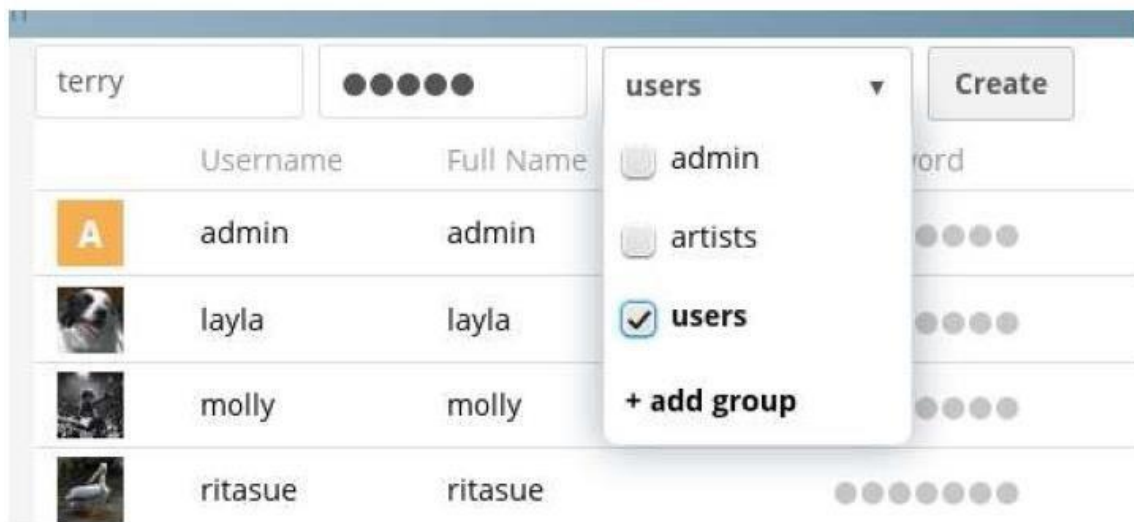 terry ●●●●● users ▼ Create
Username Full Name admin
A admin admin artists
layla layla users
molly molly + add group
ritasue ritasue ●●●●●●●